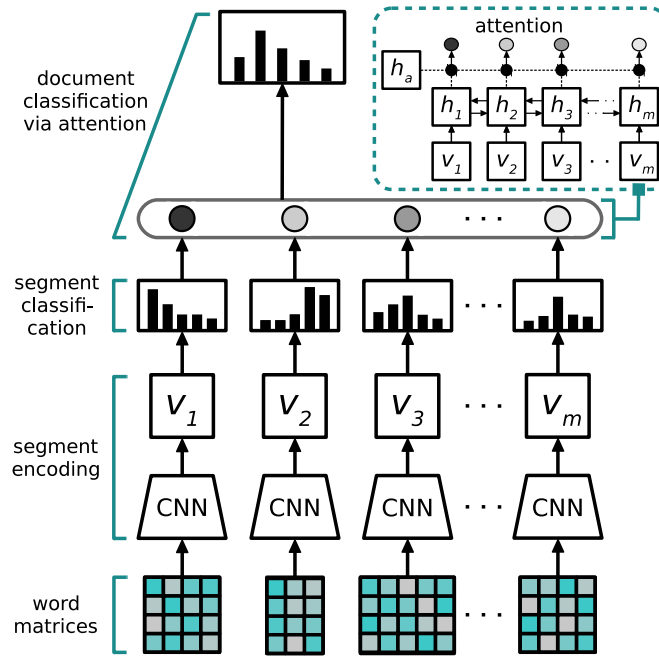 attention
h_a
h_1 h_2 h_3 · · h_m
v_1 v_2 v_3 · · v_m
document
classification
via attention
· · ·
segment
classifi-
cation
· · ·
segment
encoding
v_1 v_2 v_3 · · · v_m
CNN CNN CNN · · · CNN
word
matrices
· · ·